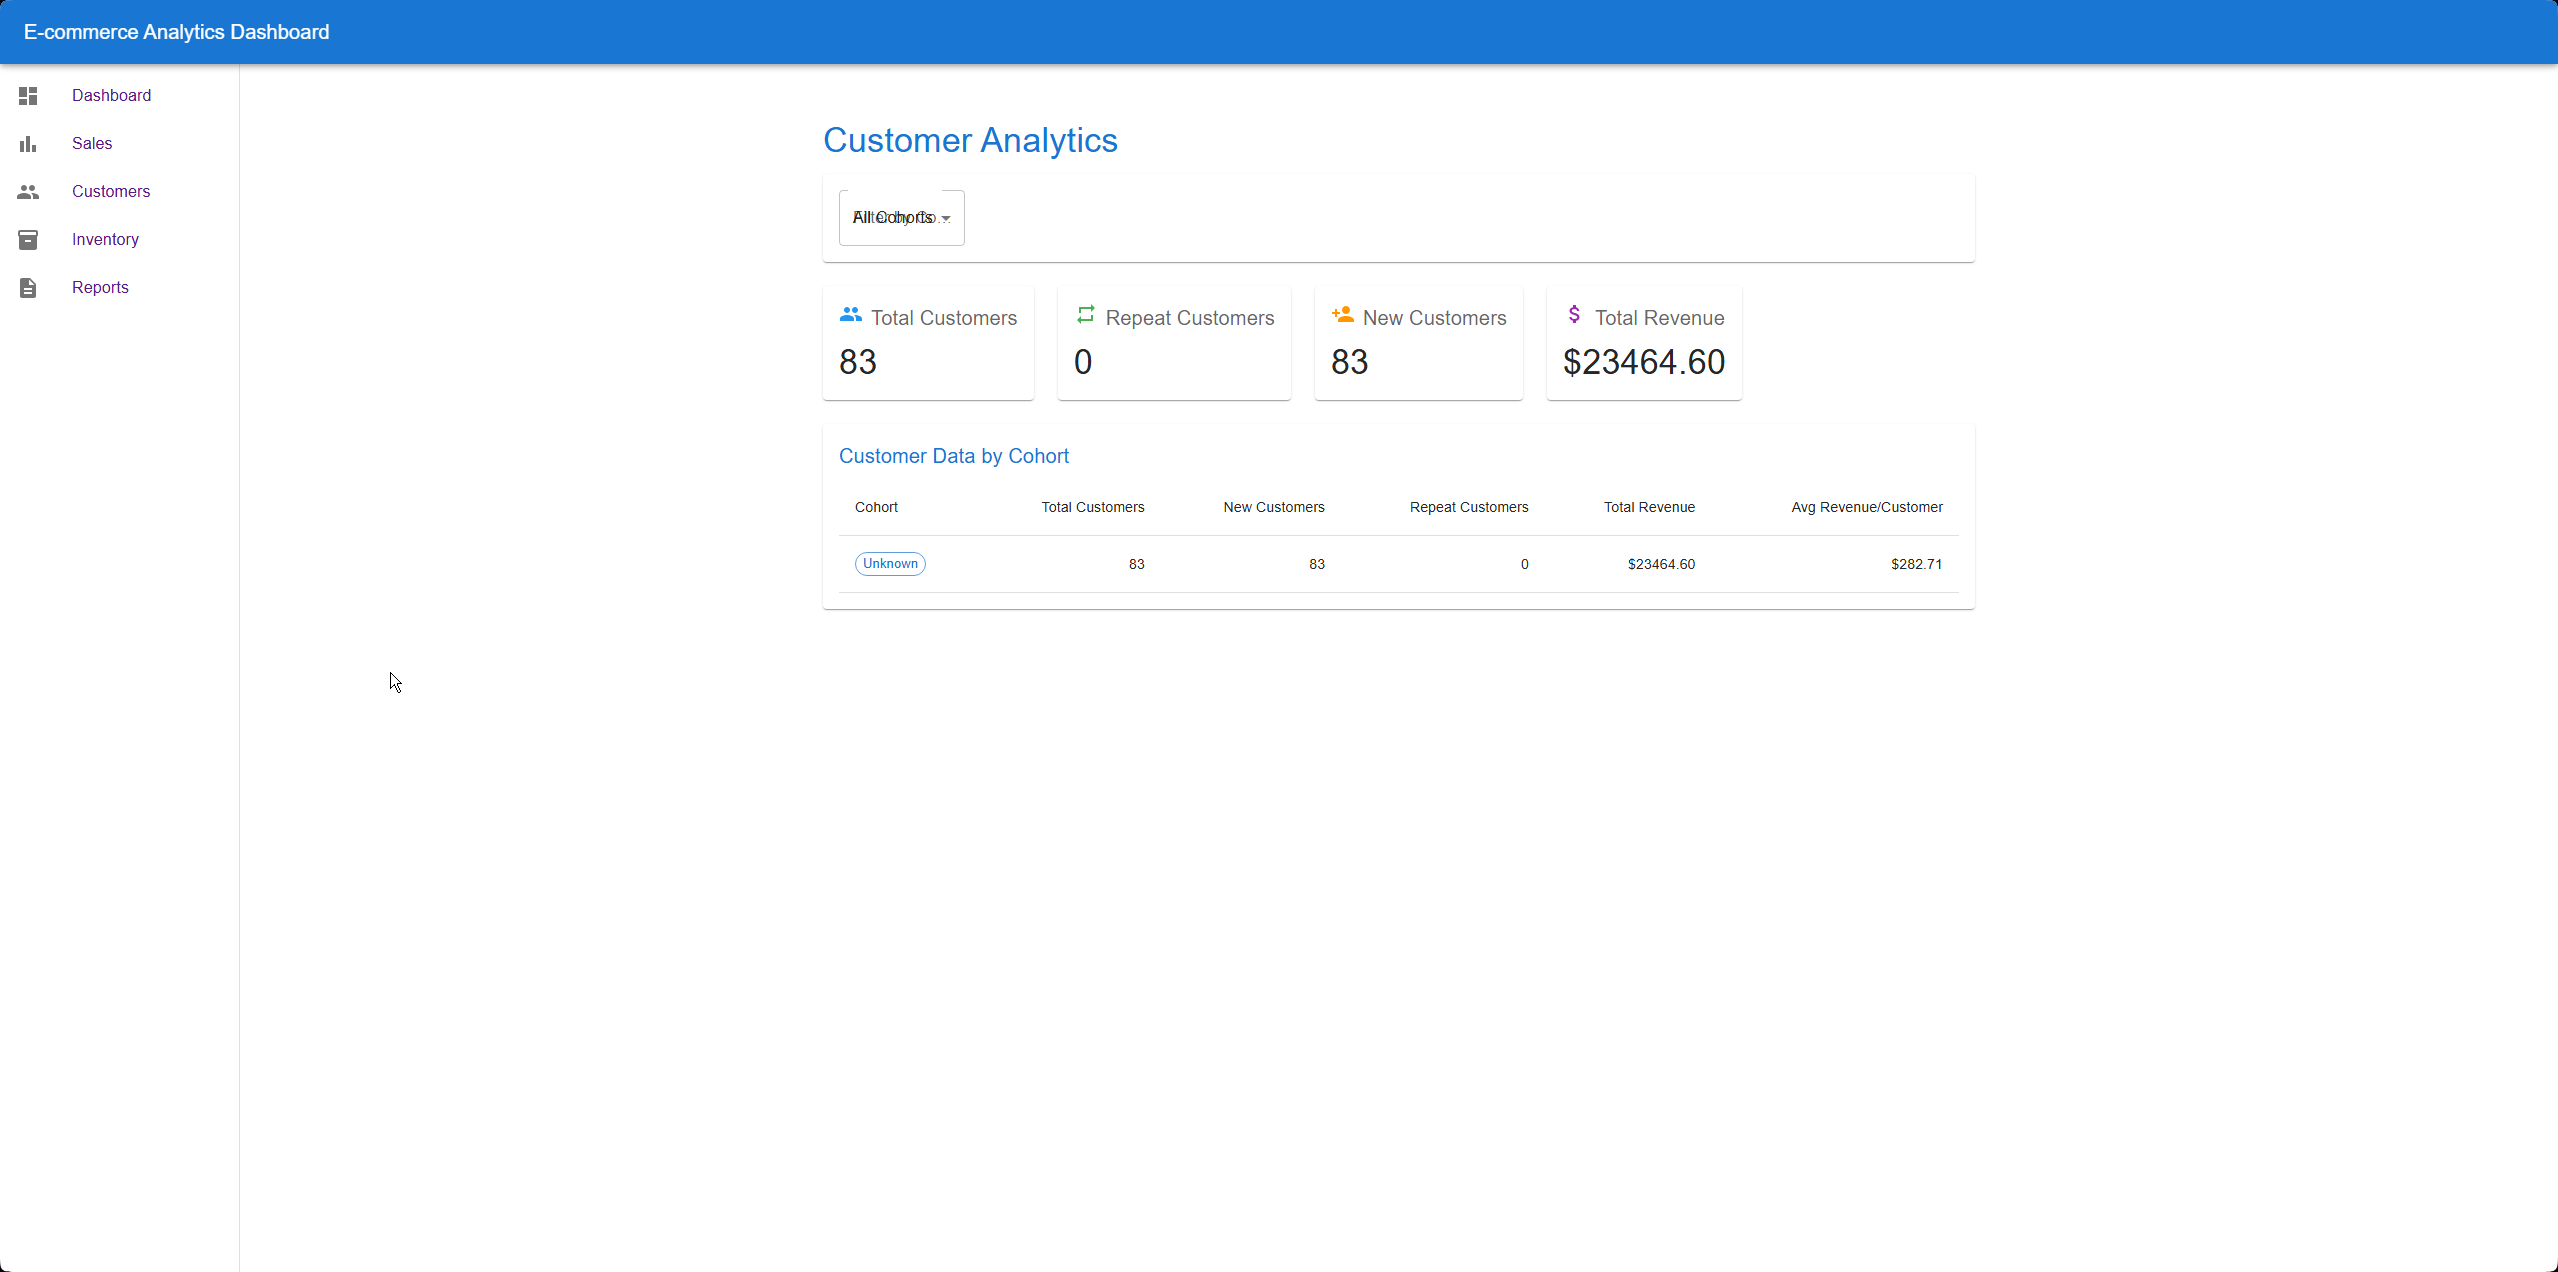 E-commerce Analytics Dashboard
Dashboard
Sales
Customers
Inventory
Reports
Customer Analytics
All Cohorts
Total Customers
83
Repeat Customers
0
New Customers
83
Total Revenue
$23464.60
Customer Data by Cohort
Cohort Total Customers New Customers Repeat Customers Total Revenue Avg Revenue/Customer
Unknown 83 83 0 $23464.60 $282.71